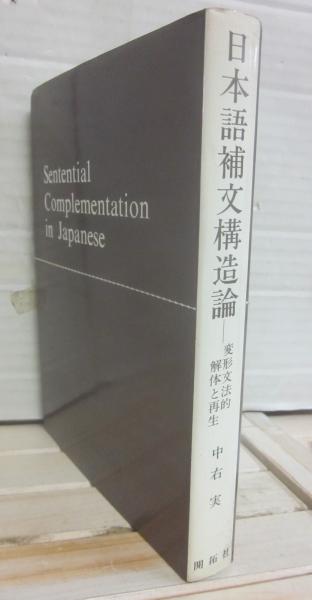 Sentential
Complementation
in Japanese
日本語補文構造論
―変形文法的
解体と再生
中右実
開拓社